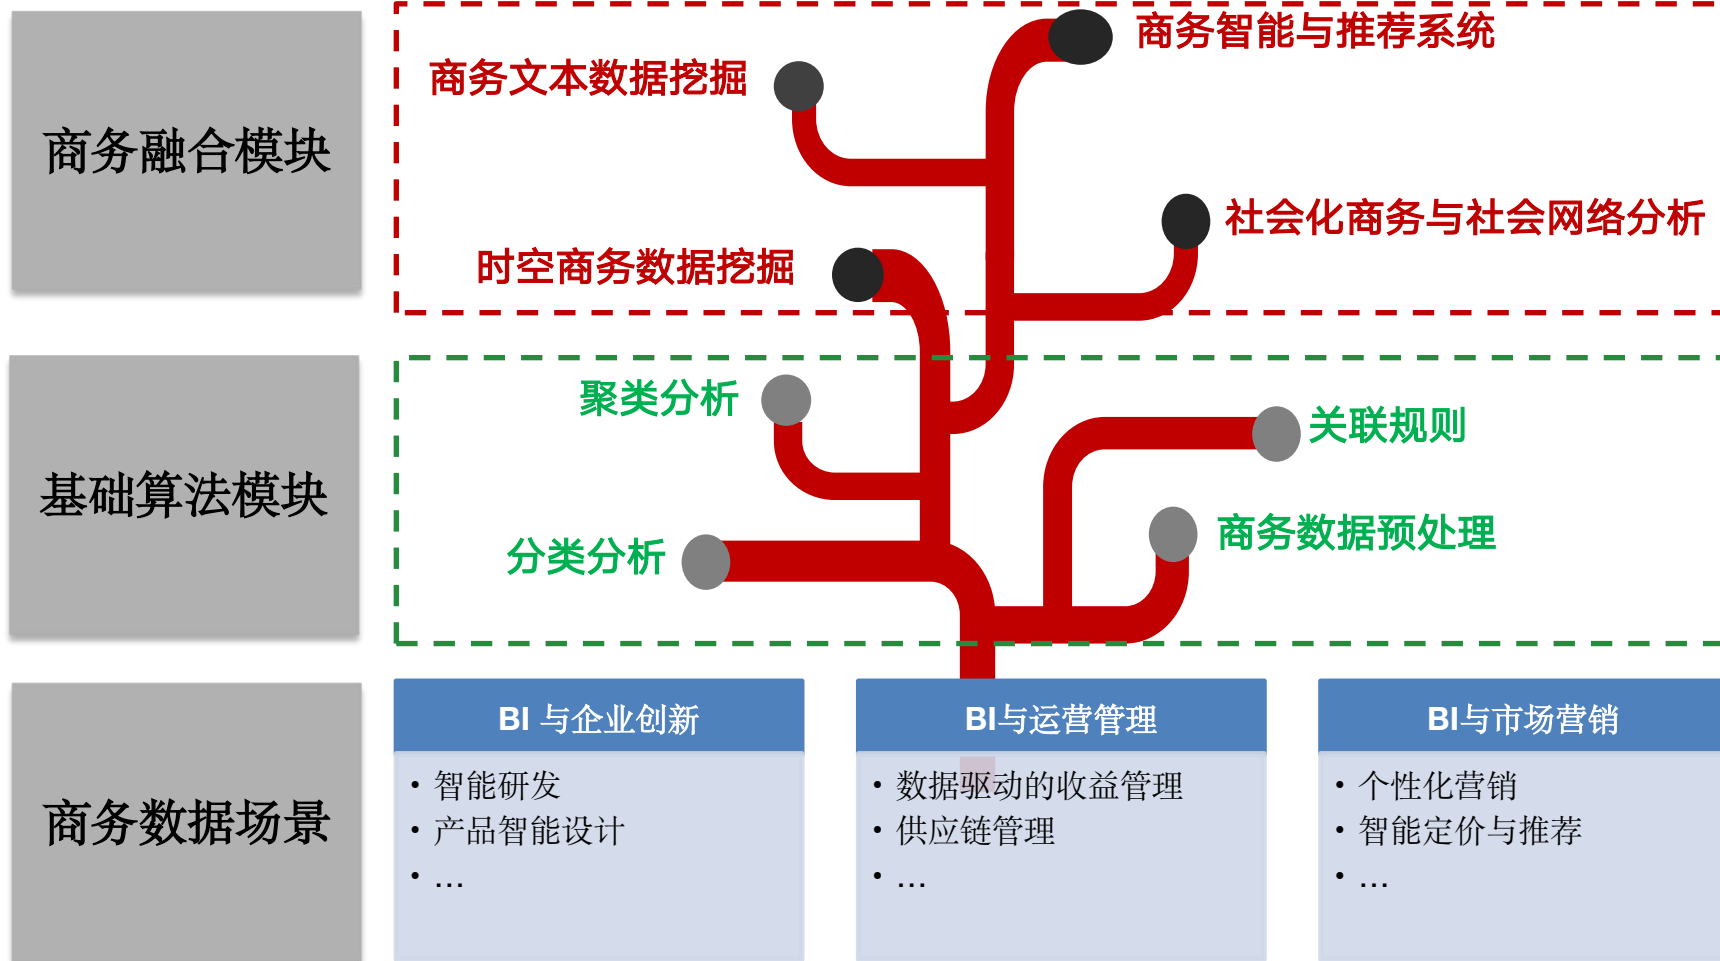 商务融合模块
商务智能与推荐系统
商务文本数据挖掘
社会化商务与社会网络分析
时空商务数据挖掘
基础算法模块
聚类分析
关联规则
商务数据预处理
分类分析
商务数据场景
BI 与企业创新
• 智能研发
• 产品智能设计
• …
BI与运营管理
• 数据驱动的收益管理
• 供应链管理
• …
BI与市场营销
• 个性化营销
• 智能定价与推荐
• …